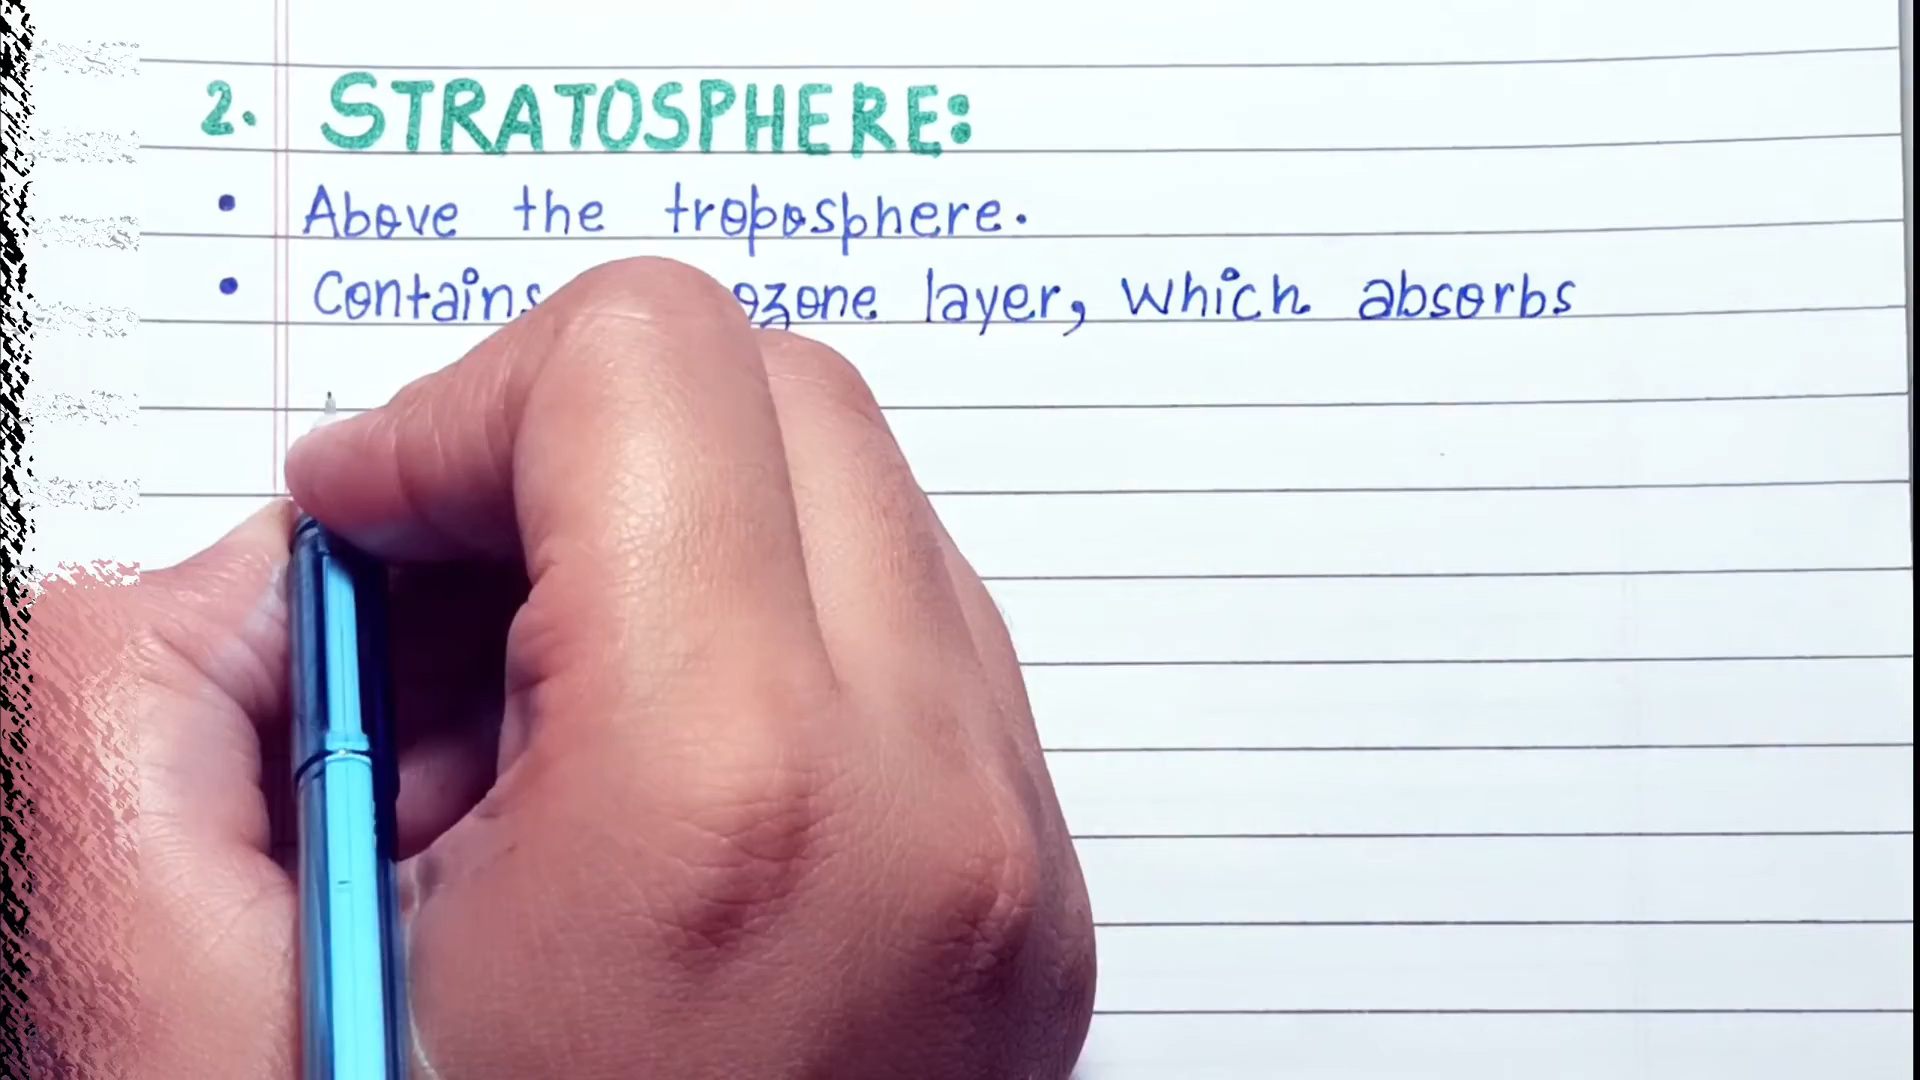 2. STRATOSPHERE:
• Above the troposphere.
• Contains ozone layer, which absorbs